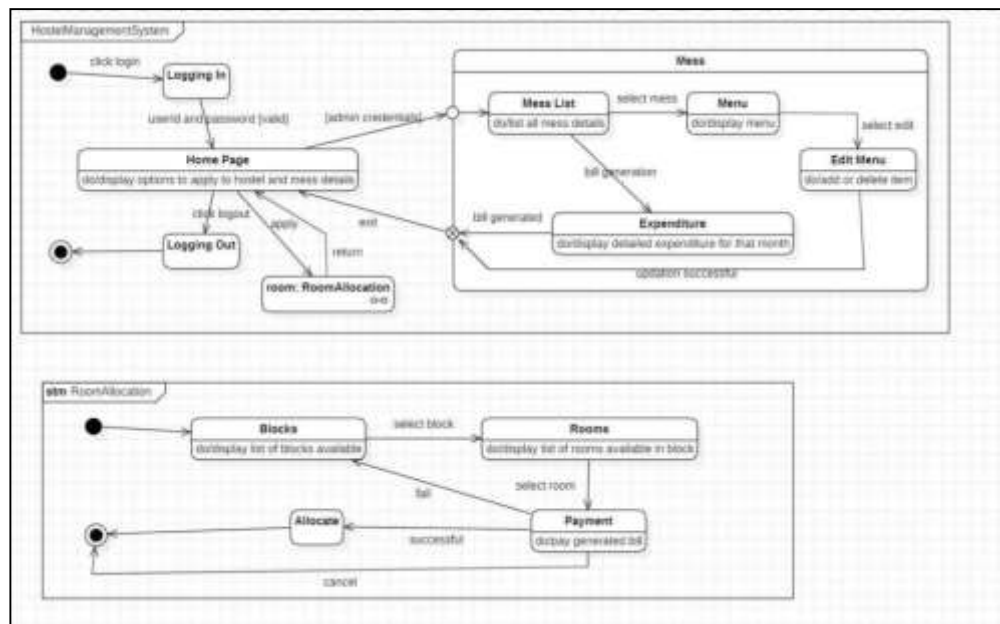 HostelManagementSystem
click login
Logging In
userid and password [valid]
[admin credentials]
Home Page
do/display options to apply to hostel and mess details
click logout
Logging Out
apply
return
exit
room: RoomAllocation
Mess
Mess List
do/list all mess details
select mess
Menu
do/display menu
select edit
Edit Menu
do/add or delete item
bill generation
bill generated
Expenditure
do/display detailed expenditure for that month
updation successful
stm RoomAllocation
Blocks
do/display list of blocks available
select block
Rooms
do/display list of rooms available in block
select room
fail
Allocate
successful
Payment
do/pay generated bill
cancel